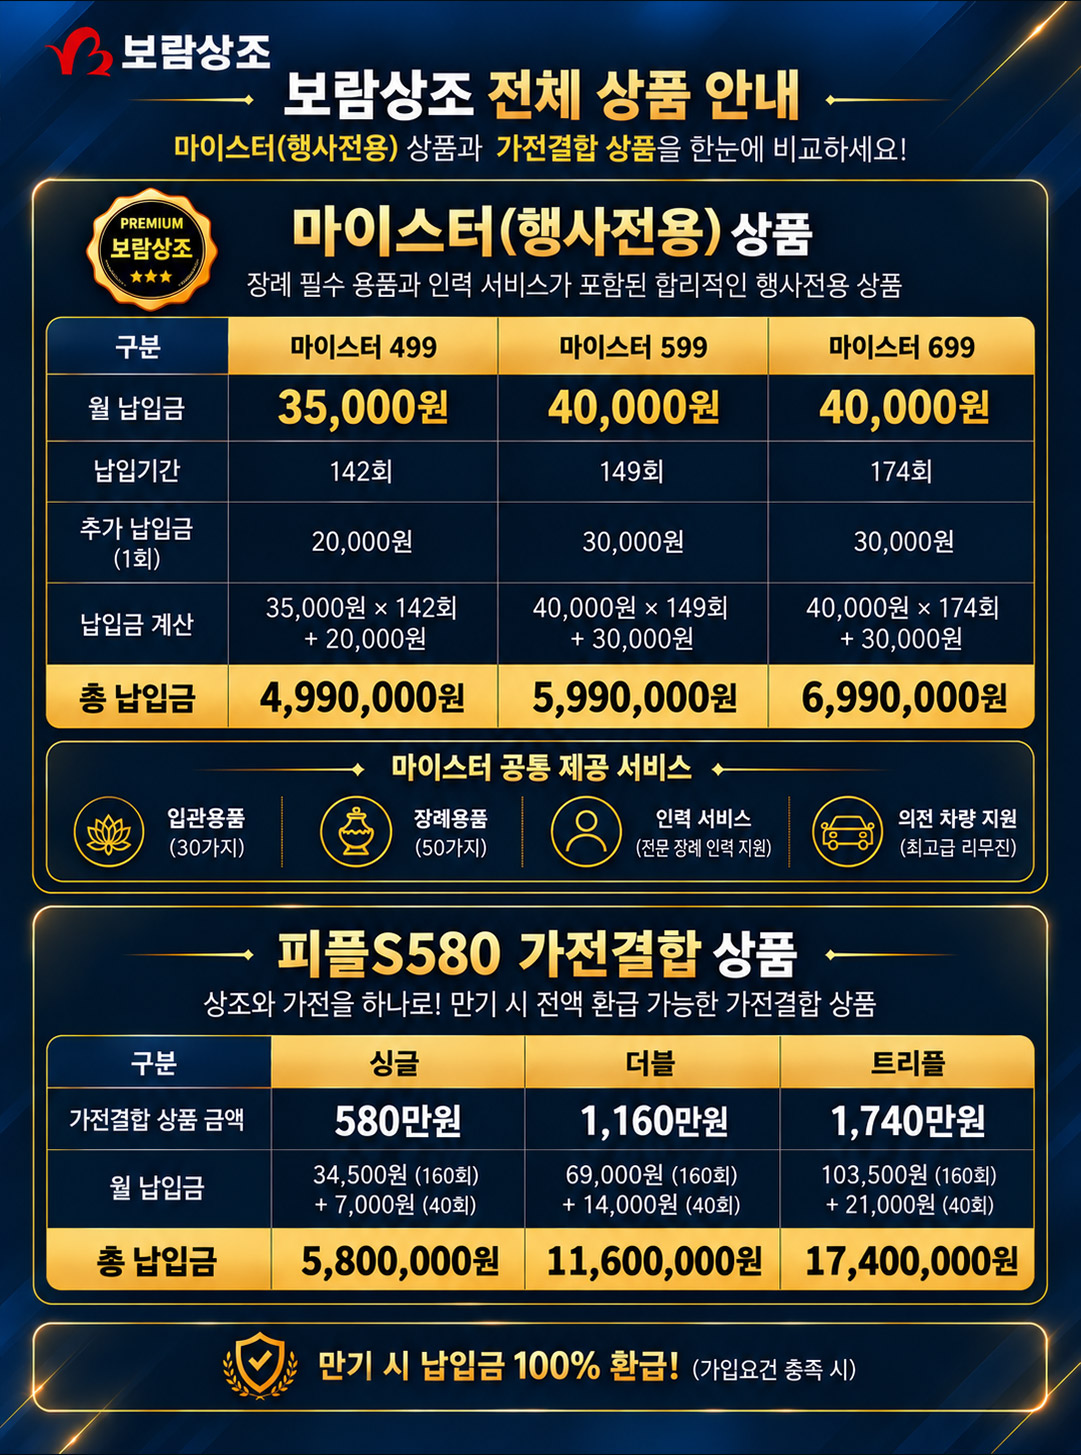 보람상조
보람상조 전체 상품 안내
마이스터(행사전용) 상품과 가전결합 상품을 한눈에 비교하세요!
PREMIUM
보람상조
마이스터(행사전용) 상품
장례 필수 용품과 인력 서비스가 포함된 합리적인 행사전용 상품
구분 마이스터 499 마이스터 599 마이스터 699
월 납입금 35,000원 40,000원 40,000원
납입기간 142회 149회 174회
추가 납입금
(1회) 20,000원 30,000원 30,000원
납입금 계산 35,000원 × 142회 40,000원 × 149회 40,000원 × 174회
+ 20,000원 + 30,000원 + 30,000원
총 납입금 4,990,000원 5,990,000원 6,990,000원
마이스터 공통 제공 서비스
입관용품 장례용품 인력 서비스 의전 차량 지원
(30가지) (50가지) (전문 장례 인력 지원) (최고급 리무진)
피플S580 가전결합 상품
상조와 가전을 하나로! 만기 시 전액 환급 가능한 가전결합 상품
구분 싱글 더블 트리플
가전결합 상품 금액 580만원 1,160만원 1,740만원
월 납입금 34,500원 (160회) 69,000원 (160회) 103,500원 (160회)
+ 7,000원 (40회) + 14,000원 (40회) + 21,000원 (40회)
총 납입금 5,800,000원 11,600,000원 17,400,000원
만기 시 납입금 100% 환급! (가입요건 충족 시)